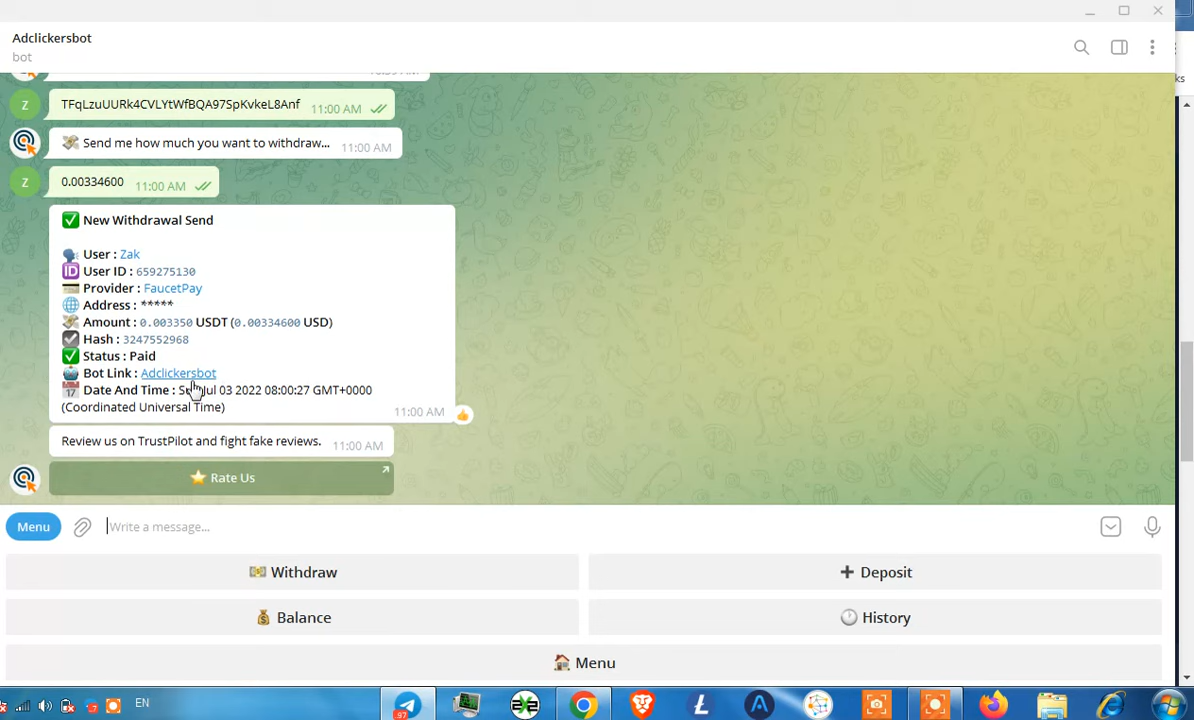 Adclickersbot
bot
Z
TFqLzuUURk4CVLYtWfBQA97SpKvkeL8Anf 11:00 AM
Send me how much you want to withdraw... 11:00 AM
Z
0.00334600 11:00 AM
New Withdrawal Send
User : Zak
ID User ID : 659275130
Provider : FaucetPay
Address : *****
Amount : 0.003350 USDT (0.00334600 USD)
Hash : 3247552968
Status : Paid
Bot Link : Adclickersbot
17 Date And Time : Jul 03 2022 08:00:27 GMT+0000
(Coordinated Universal Time) 11:00 AM
Review us on TrustPilot and fight fake reviews. 11:00 AM
Rate Us
Menu Write a message...
Withdraw Deposit
Balance History
Menu
EN 97